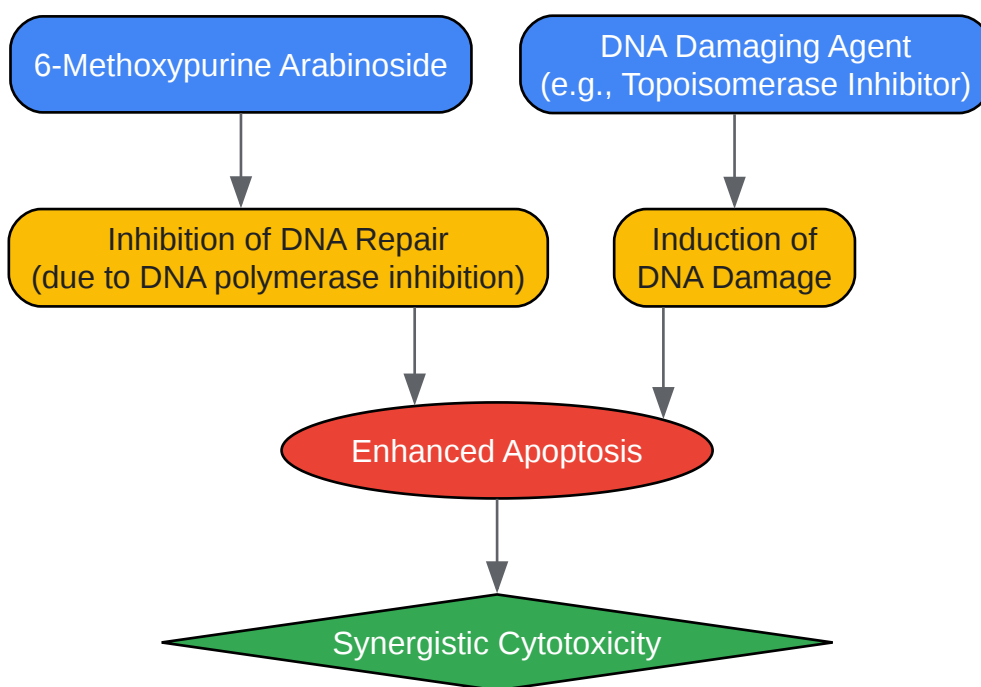 6-Methoxypurine Arabinoside
DNA Damaging Agent
(e.g., Topoisomerase Inhibitor)
Inhibition of DNA Repair
(due to DNA polymerase inhibition)
Induction of
DNA Damage
Enhanced Apoptosis
Synergistic Cytotoxicity